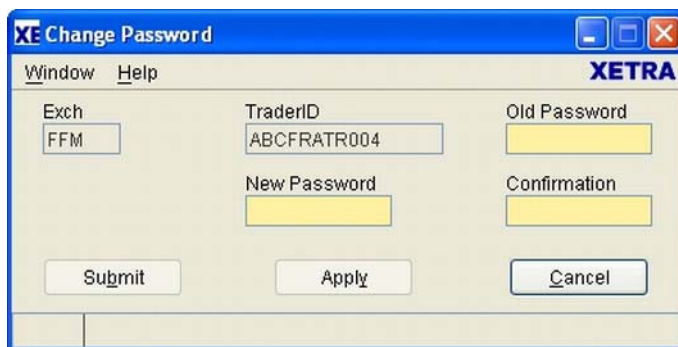 XE Change Password
Window Help XETRA
Exch TraderID Old Password
FFM ABCFRATR004
New Password Confirmation
Submit Apply Cancel